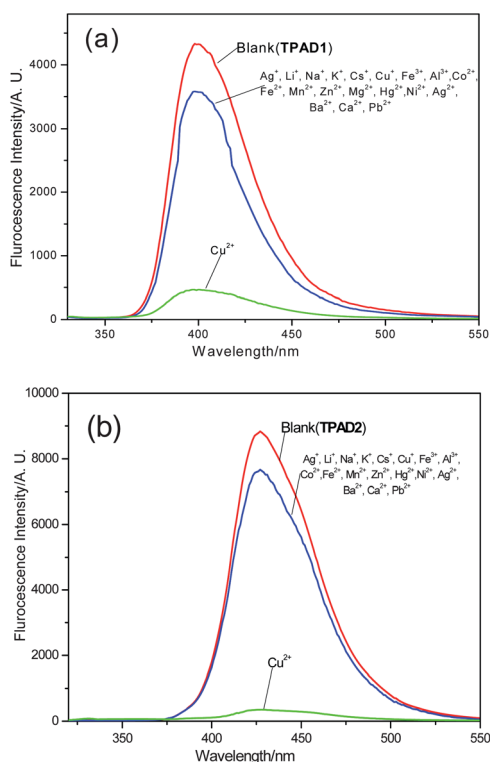 (a)
Blank(TPAD1)
Ag⁺, Li⁺, Na⁺, K⁺, Cs⁺, Cu⁺, Fe³⁺, Al³⁺,Co²⁺,
Fe²⁺, Mn²⁺, Zn²⁺, Mg²⁺, Hg²⁺,Ni²⁺, Ag²⁺,
Ba²⁺, Ca²⁺, Pb²⁺
Cu²⁺
Flurocescence Intensity/A. U.
4000
3000
2000
1000
0
350 400 450 500 550
Wavelength/nm
(b)
Blank(TPAD2)
Ag⁺, Li⁺, Na⁺, K⁺, Cs⁺, Cu⁺, Fe³⁺, Al³⁺,
Co²⁺,Fe²⁺, Mn²⁺, Zn²⁺, Hg²⁺,Ni²⁺, Ag²⁺,
Ba²⁺, Ca²⁺, Pb²⁺
Cu²⁺
Flurocescence Intensity/A. U.
10000
8000
6000
4000
2000
0
350 400 450 500 550
Wavelength/nm